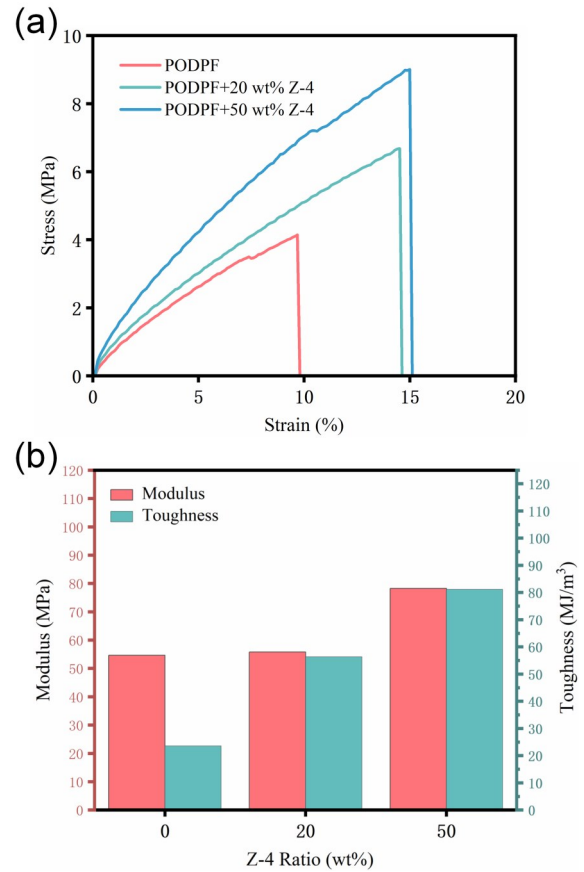 (a)
10
8
6
4
2
0
Stress (MPa)
PODPF
PODPF+20 wt% Z-4
PODPF+50 wt% Z-4
0 5 10 15 20
Strain (%)
(b)
120
110
100
90
80
70
60
50
40
30
20
10
0
Modulus (MPa)
Modulus
Toughness
120
110
100
90
80
70
60
50
40
30
20
10
0
Toughness (MJ/m³)
0 20 50
Z-4 Ratio (wt%)